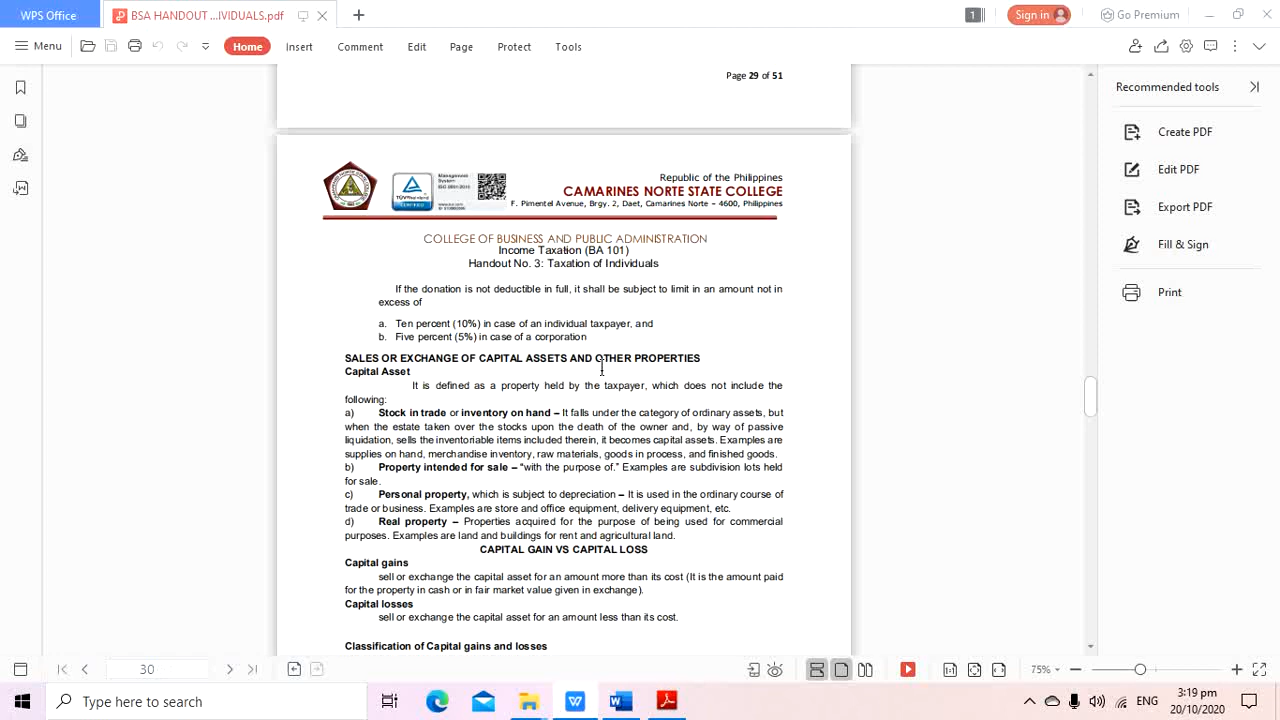 WPS Office
BSA HANDOUT ...IVIDUALS.pdf
1
Sign in
Go Premium
Menu
Home
Insert
Comment
Edit
Page
Protect
Tools
Page 29 of 51
Recommended tools
Create PDF
Edit PDF
Export PDF
Fill & Sign
Print
Management
System
ISO 9001:2015
Republic of the Philippines
CAMARINES NORTE STATE COLLEGE
F. Pimentel Avenue, Brgy. 2, Daet, Camarines Norte – 4600, Philippines
COLLEGE OF BUSINESS AND PUBLIC ADMINISTRATION
Income Taxation (BA 101)
Handout No. 3: Taxation of Individuals
If the donation is not deductible in full, it shall be subject to limit in an amount not in
excess of
a. Ten percent (10%) in case of an individual taxpayer, and
b. Five percent (5%) in case of a corporation
SALES OR EXCHANGE OF CAPITAL ASSETS AND OTHER PROPERTIES
Capital Asset
It is defined as a property held by the taxpayer, which does not include the
following:
a) Stock in trade or inventory on hand – It falls under the category of ordinary assets, but
when the estate taken over the stocks upon the death of the owner and, by way of passive
liquidation, sells the inventoriable items included therein, it becomes capital assets. Examples are
supplies on hand, merchandise inventory, raw materials, goods in process, and finished goods.
b) Property intended for sale – "with the purpose of." Examples are subdivision lots held
for sale.
c) Personal property, which is subject to depreciation – It is used in the ordinary course of
trade or business. Examples are store and office equipment, delivery equipment, etc.
d) Real property – Properties acquired for the purpose of being used for commercial
purposes. Examples are land and buildings for rent and agricultural land.
CAPITAL GAIN VS CAPITAL LOSS
Capital gains
sell or exchange the capital asset for an amount more than its cost (It is the amount paid
for the property in cash or in fair market value given in exchange).
Capital losses
sell or exchange the capital asset for an amount less than its cost.
Classification of Capital gains and losses
30
75%
Type here to search
ENG
3:19 pm
20/10/2020